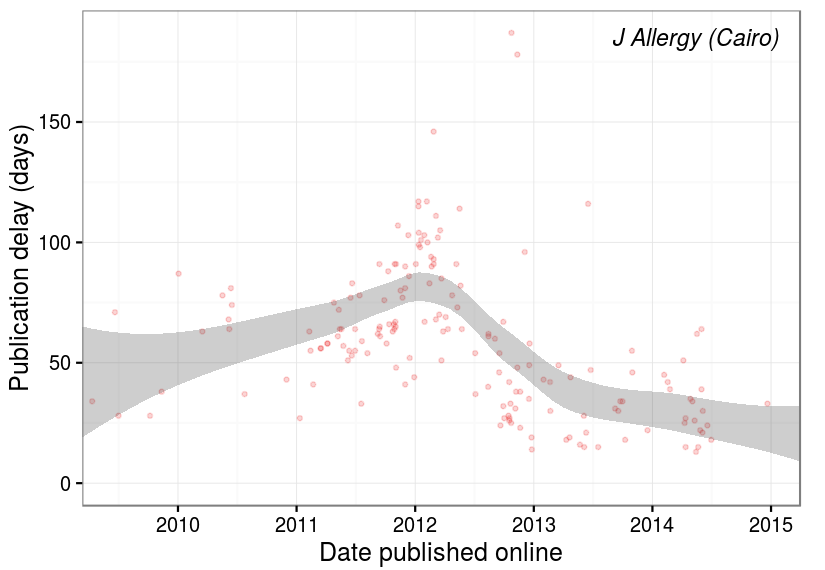 J Allergy (Cairo)
Publication delay (days)
150
100
50
0
2010 2011 2012 2013 2014 2015
Date published online